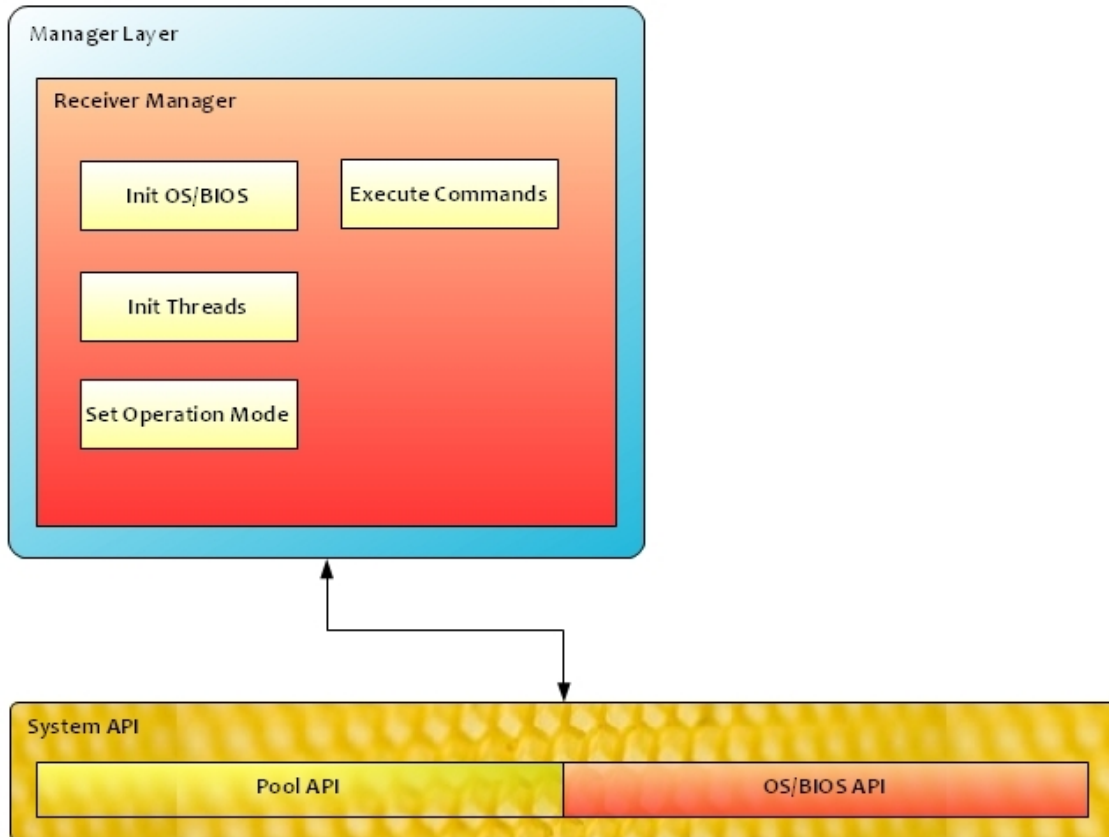 Manager Layer
Receiver Manager
Init OS/BIOS
Execute Commands
Init Threads
Set Operation Mode
System API
Pool API
OS/BIOS API